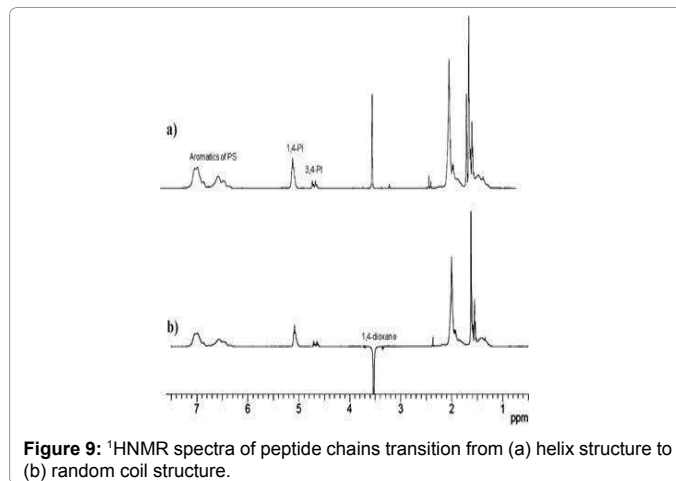 a)
Aromatics of PS
1,4-PI
3,4-PI
b)
1,4-dioxane
7 6 5 4 3 2 1
ppm
Figure 9: ¹HNMR spectra of peptide chains transition from (a) helix structure to
(b) random coil structure.